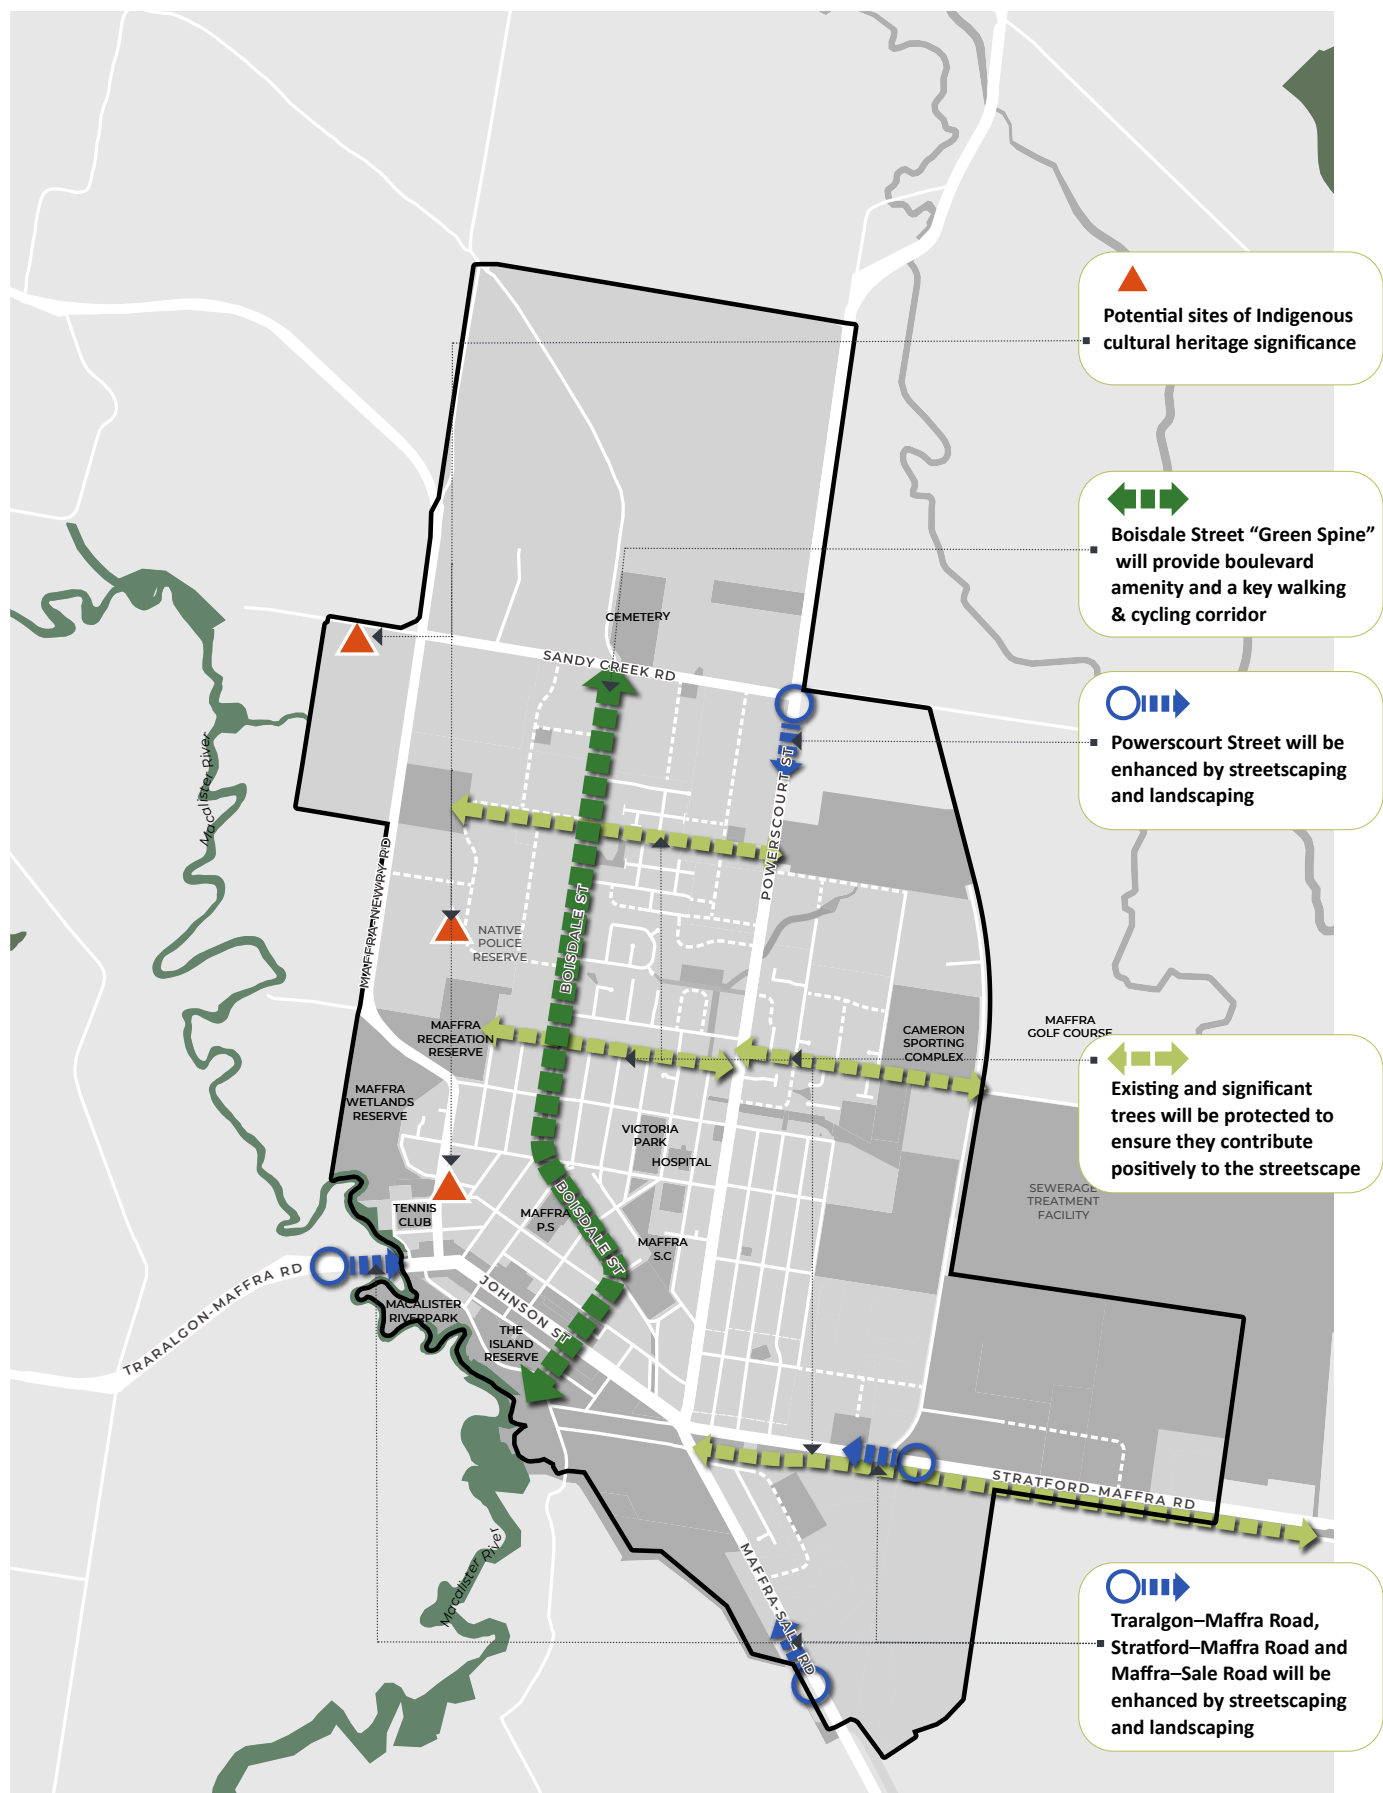 Potential sites of Indigenous
cultural heritage significance
Boisdale Street “Green Spine”
will provide boulevard
amenity and a key walking
& cycling corridor
Powerscourt Street will be
enhanced by streetscaping
and landscaping
Existing and significant
trees will be protected to
ensure they contribute
positively to the streetscape
Traralgon–Maffra Road,
Stratford–Maffra Road and
Maffra–Sale Road will be
enhanced by streetscaping
and landscaping
CEMETERY
SANDY CREEK RD
Macalister River
POWERSCOURT ST
MAFFRA-NEWRY RD
BOISDALE ST
NATIVE
POLICE
RESERVE
MAFFRA
RECREATION
RESERVE
CAMERON
SPORTING
COMPLEX
MAFFRA
GOLF COURSE
MAFFRA
WETLANDS
RESERVE
VICTORIA
PARK
HOSPITAL
SEWERAGE
TREATMENT
FACILITY
TENNIS
CLUB
MAFFRA
P.S
BOISDALE ST
MAFFRA
S.C
TRARALGON-MAFFRA RD
MACALISTER
RIVERPARK
JOHNSON ST
THE
ISLAND
RESERVE
STRATFORD-MAFFRA RD
Macalister River
MAFFRA-SALE RD